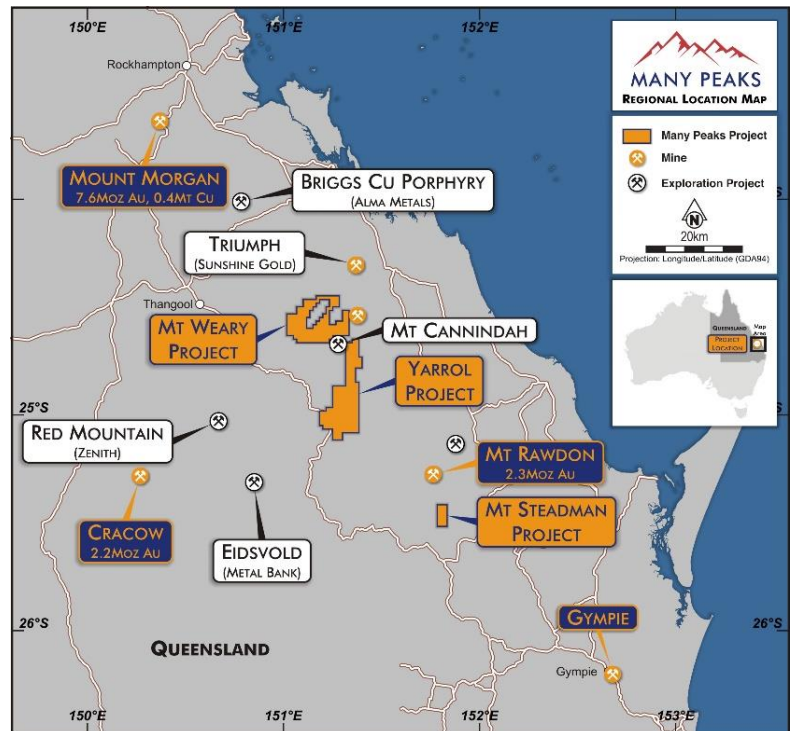 150°E
151°E
152°E
Rockhampton
MOUNT MORGAN
7.6MOZ AU, 0.4MT CU
BRIGGS CU PORPHYRY
(ALMA METALS)
TRIUMPH
(SUNSHINE GOLD)
Thangool
MT WEARY
PROJECT
MT CANNINDAH
YARROL
PROJECT
25°S
RED MOUNTAIN
(ZENITH)
MT RAWDON
2.3MOZ AU
CRACOW
2.2MOZ AU
EIDSVOLD
(METAL BANK)
MT STEADMAN
PROJECT
26°S
26°S
QUEENSLAND
GYMPIE
Gympie
150°E
151°E
152°E
153°E
MANY PEAKS
REGIONAL LOCATION MAP
Many Peaks Project
Mine
Exploration Project
N
20km
Projection: Longitude/Latitude (GDA94)
QUEENSLAND
PROJECT
LOCATION
Map
Area